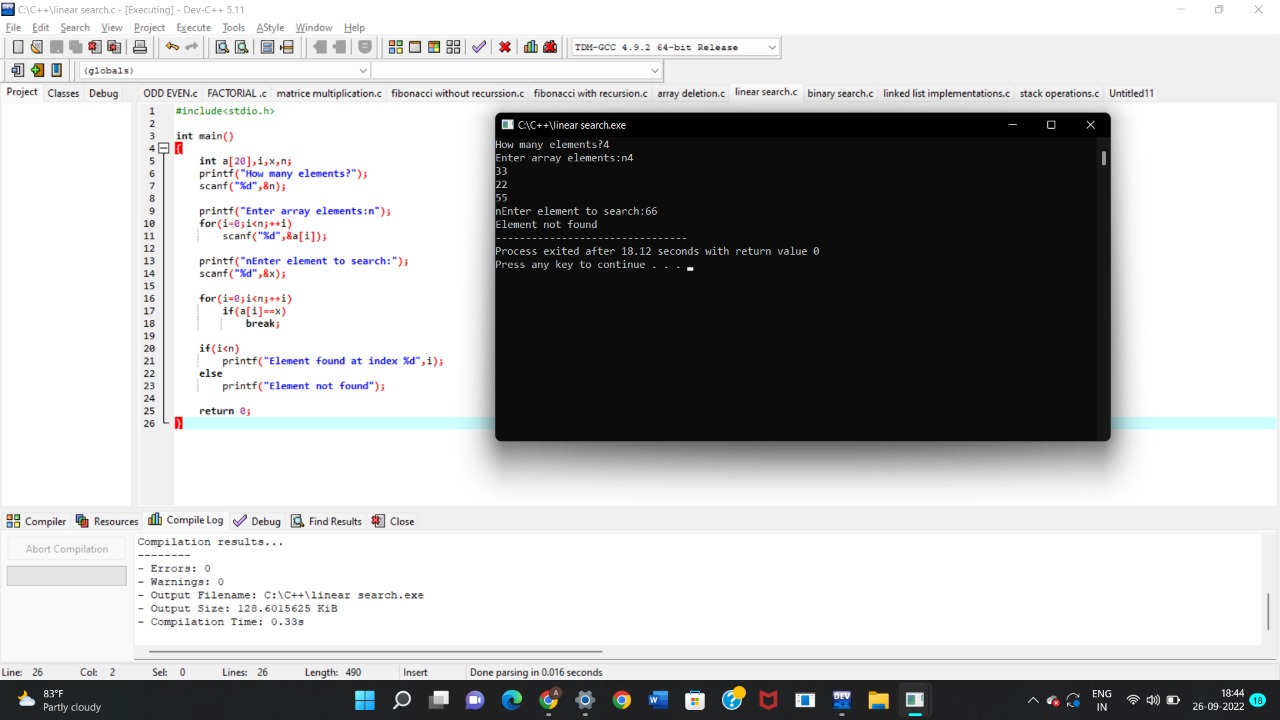 C:\C++\linear search.c - [Executing] - Dev-C++ 5.11
File Edit Search View Project Execute Tools AStyle Window Help
TDM-GCC 4.9.2 64-bit Release
(globals)
Project Classes Debug
ODD EVEN.c FACTORIAL .c matrice multiplication.c fibonacci without recurssion.c fibonacci with recursion.c array deletion.c linear search.c binary search.c linked list implementations.c stack operations.c Untitled11
1 #include<stdio.h>
2
3 int main()
4 {
5 int a[20],i,x,n;
6 printf("How many elements?");
7 scanf("%d",&n);
8
9 printf("Enter array elements:n");
10 for(i=0;i<n;++i)
11 scanf("%d",&a[i]);
12
13 printf("nEnter element to search:");
14 scanf("%d",&x);
15
16 for(i=0;i<n;++i)
17 if(a[i]==x)
18 break;
19
20 if(i<n)
21 printf("Element found at index %d",i);
22 else
23 printf("Element not found");
24
25 return 0;
26 }
C:\C++\linear search.exe
How many elements?4
Enter array elements:n4
33
22
55
nEnter element to search:66
Element not found
--------------------------------
Process exited after 18.12 seconds with return value 0
Press any key to continue . . .
Compiler Resources Compile Log Debug Find Results Close
Abort Compilation
Compilation results...
--------
- Errors: 0
- Warnings: 0
- Output Filename: C:\C++\linear search.exe
- Output Size: 128.6015625 KiB
- Compilation Time: 0.33s
Line: 26 Col: 2 Sel: 0 Lines: 26 Length: 490 Insert Done parsing in 0.016 seconds
83°F
Partly cloudy
ENG
IN
18:44
26-09-2022
18